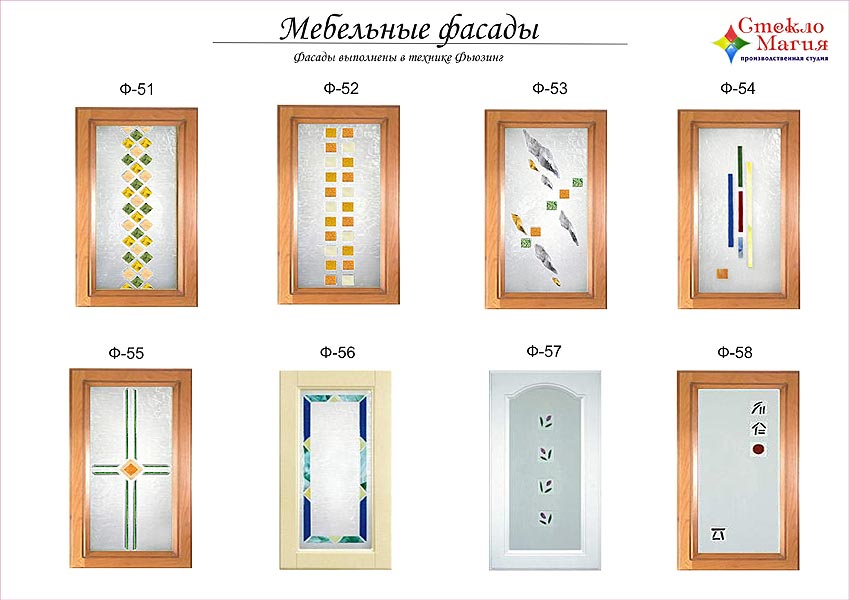 Мебельные фасады
Фасады выполнены в технике Фьюзинг
Стекло
Магия
производственная студия
Ф-51
Ф-52
Ф-53
Ф-54
Ф-55
Ф-56
Ф-57
Ф-58